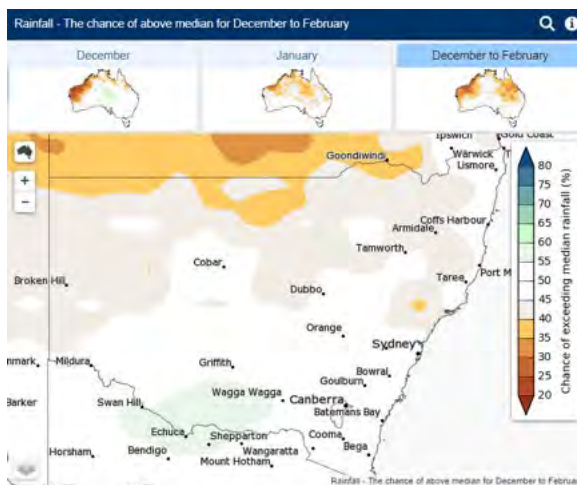 Rainfall - The chance of above median for December to February
December
January
December to February
Ipswich
Gold Coast
Goondiwindi
Warwick
Lismore
Coffs Harbour
Armidale
Tamworth
Cobar
Broken Hill
Taree
Port M
Dubbo
Orange
Sydney
nmark
Mildura
Griffith
Bowral
Goulburn
Wagga Wagga
Canberra
Barker
Swan Hill
Batemans Bay
Echuca
Shepparton
Cooma
Horsham
Bendigo
Wangaratta
Bega
Mount Hotham
+
−
80
75
70
65
60
55
50
45
40
35
30
25
20
Chance of exceeding median rainfall (%)
Rainfall - The chance of above median for December to Februar